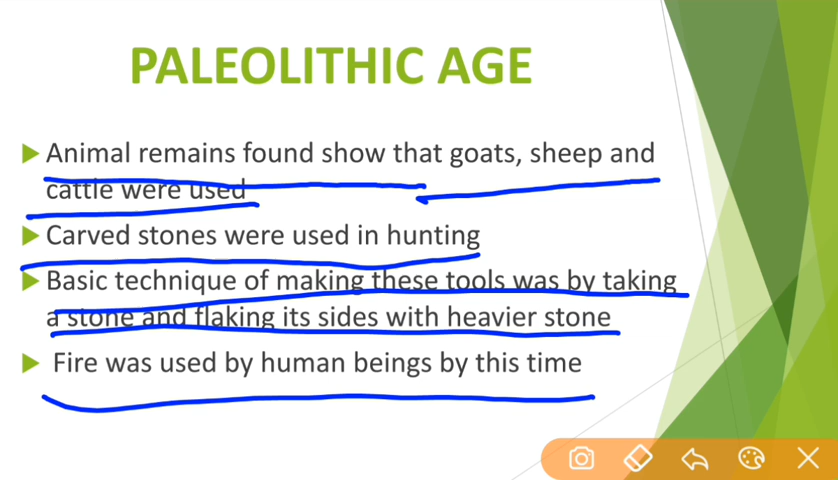 PALEOLITHIC AGE
Animal remains found show that goats, sheep and
cattle were used
Carved stones were used in hunting
Basic technique of making these tools was by taking
a stone and flaking its sides with heavier stone
Fire was used by human beings by this time